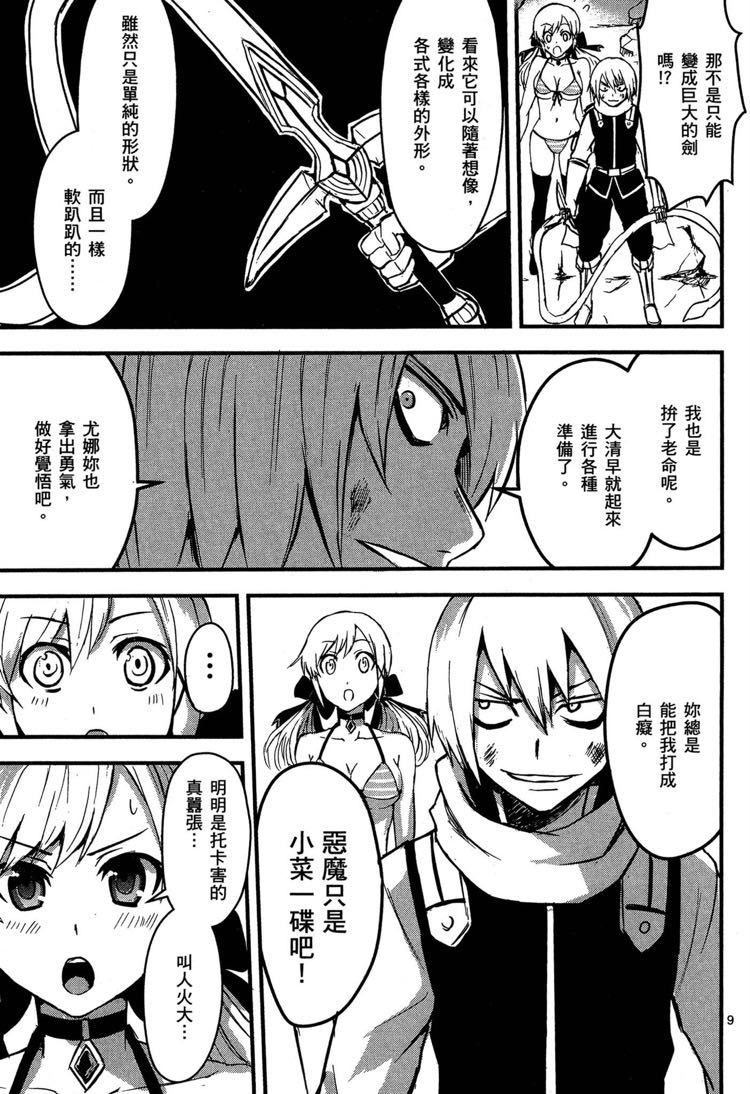 那不是只能
變成巨大的劍
嗎!?
看來它可以隨著想像，
變化成
各式各樣的外形。
雖然只是單純的形狀。
而且一樣
軟趴趴的……
我也是
拚了老命呢。
大清早就起來
進行各種
準備了。
尤娜妳也
拿出勇氣，
做好覺悟吧。
妳總是
能把我打成
白癡。
惡魔只是
小菜一碟吧！
…
明明是托卡害的
真囂張…
叫人火大…
9